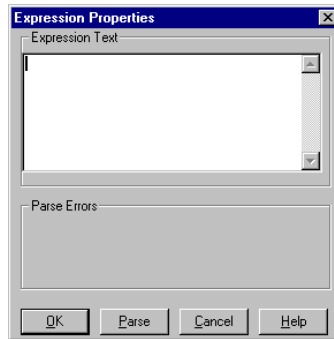 Expression Properties
Expression Text
Parse Errors
OK Parse Cancel Help